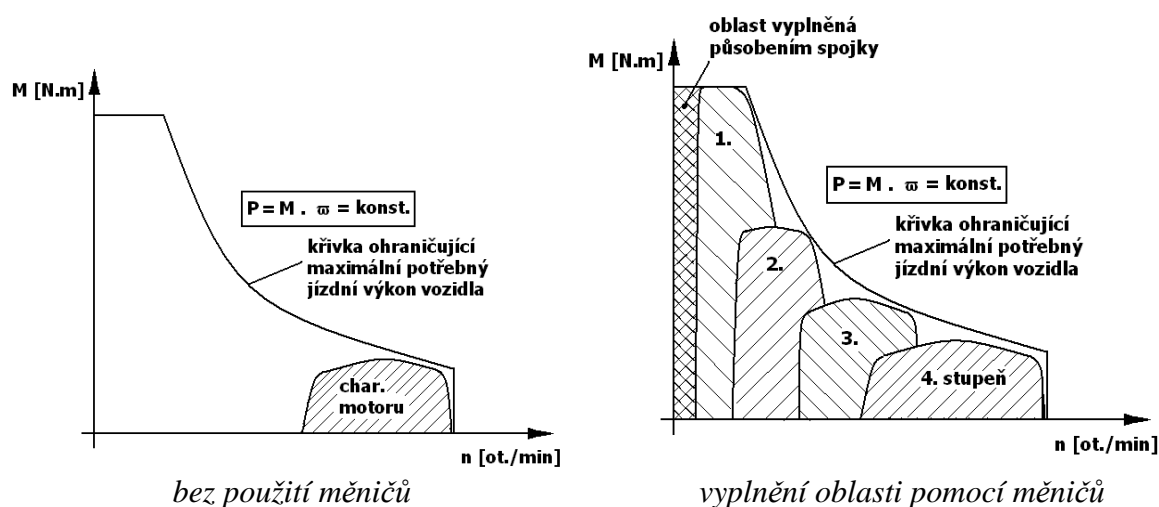 M [N.m]
P = M . ϖ = konst.
křivka ohraničující
maximální potřebný
jízdní výkon vozidla
char.
motoru
n [ot./min]
bez použití měničů
oblast vyplněná
působením spojky
M [N.m]
1.
P = M . ϖ = konst.
křivka ohraničující
maximální potřebný
jízdní výkon vozidla
2.
3.
4. stupeň
n [ot./min]
vyplnění oblasti pomocí měničů